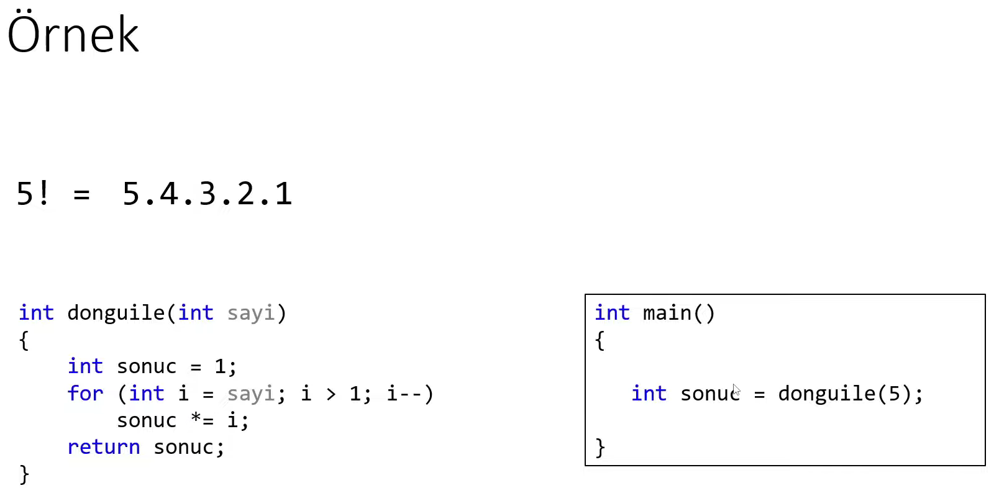 Örnek
5! = 5.4.3.2.1
int donguile(int sayi)
{
    int sonuc = 1;
    for (int i = sayi; i > 1; i--)
        sonuc *= i;
    return sonuc;
}
int main()
{
   int sonuc = donguile(5);
}